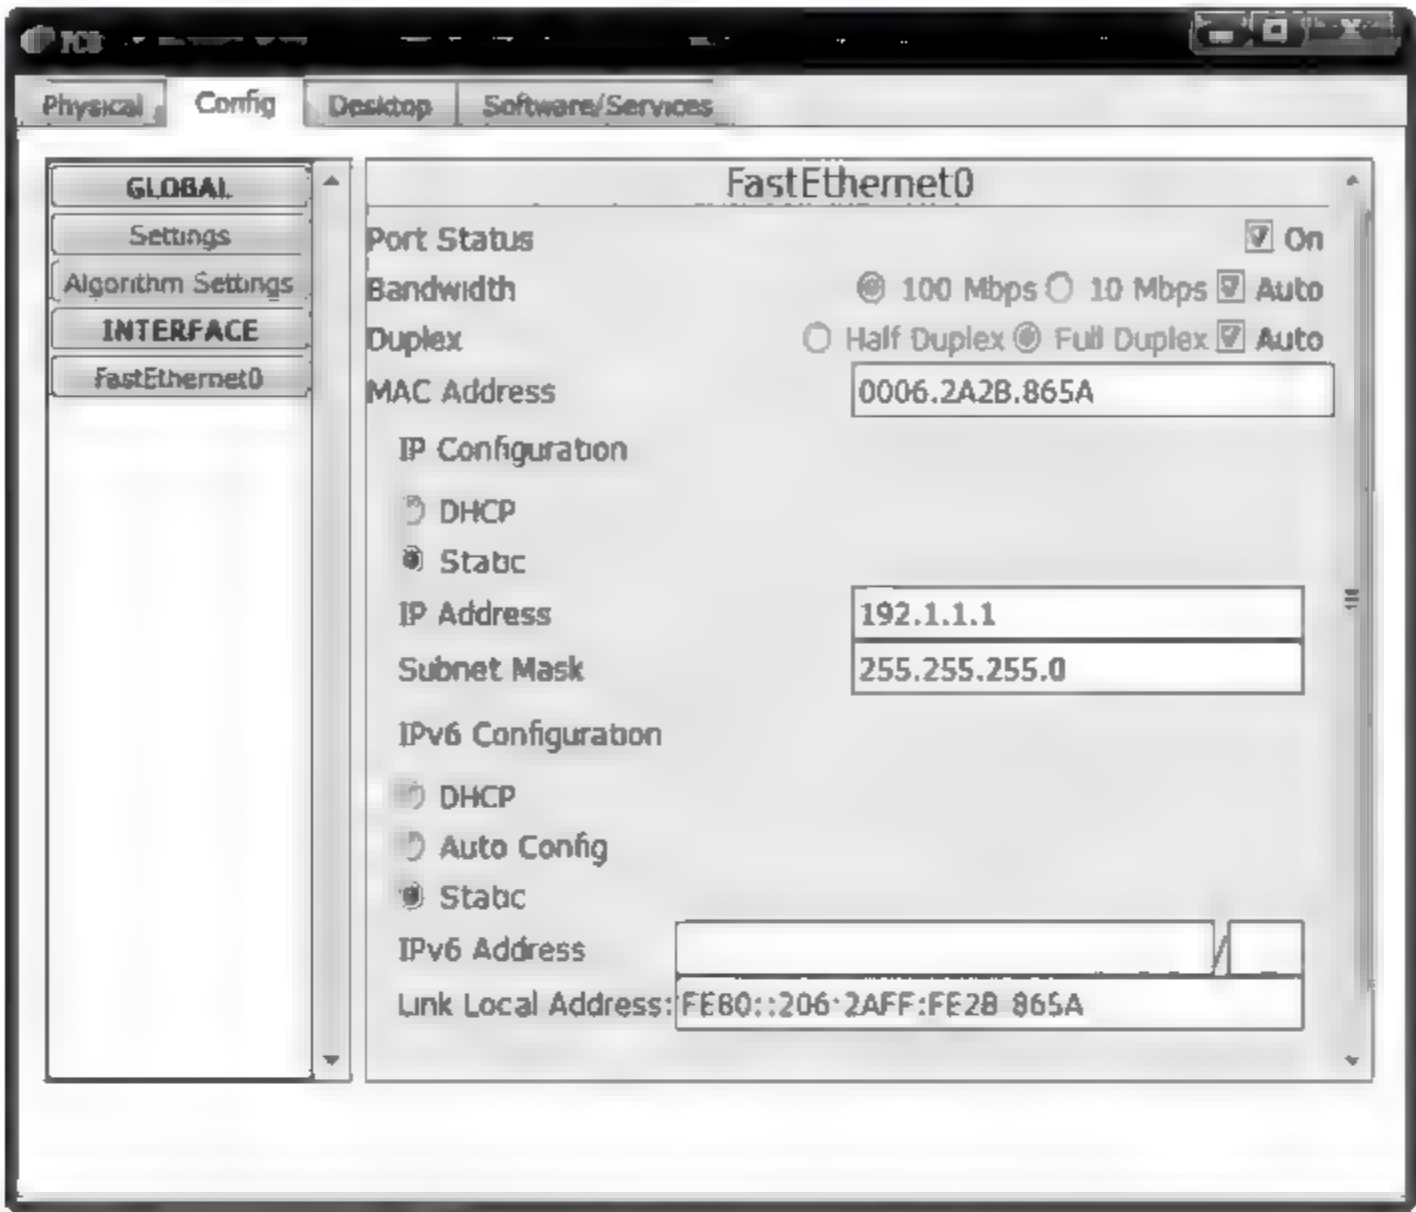 Physical Config Desktop Software/Services
GLOBAL
Settings
Algorithm Settings
INTERFACE
FastEthernet0
FastEthernet0
Port Status On
Bandwidth 100 Mbps 10 Mbps Auto
Duplex Half Duplex Full Duplex Auto
MAC Address 0006.2A2B.865A
IP Configuration
DHCP
Static
IP Address 192.1.1.1
Subnet Mask 255.255.255.0
IPv6 Configuration
DHCP
Auto Config
Static
IPv6 Address /
Link Local Address: FE80::206:2AFF:FE2B:865A